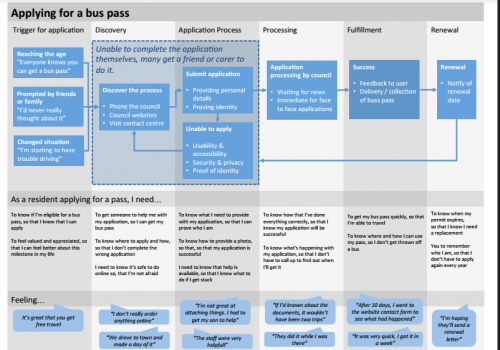 Applying for a bus pass
Trigger for application
Discovery
Application Process
Processing
Fulfillment
Renewal
Reaching the age
"Everyone knows
you can get a bus pass"
Prompted by friends
or family
"I'd never really
thought about it"
Changed situation
"I'm starting to have
trouble driving"
Unable to complete the application
themselves, many get a friend or carer to
do it.
Discover the process
• Phone the council
• Council websites
• Visit contact centre
Submit application
• Providing personal
details
• Proving identity
Unable to apply
• Usability &
accessibility
• Security & privacy
• Proof of identity
Application
processing by council
• Waiting for news
• Immediate for face
to face applications
Success
• Feedback to user
• Delivery / collection
of buss pass
Renewal
• Notify of
renewal
date
As a resident applying for a pass, I need...
To know if I'm eligible for a bus
pass, so that I know that I can
apply
To feel valued and appreciated, so
that I can feel better about this
milestone in my life
To get someone to help me with
my application, so I can get my
bus pass
To know where to apply and how,
so that I don't complete the
wrong application
I need to know it's safe to do
online so, that I'm not afraid
To know what I need to provide
with my application, so that I can
prove who I am
To know how to provide a photo,
so that, that my application is
successful
I need to know that help is
available, so that I know what to
do if I get stuck
To know how that I've done
everything correctly, so that I
know my application will be
successful
To know what's happening with
my application, so that I don't
have to call up to find out when
I'll get it
To get my bus pass quickly, so that I'm
able to travel
To know where and how I can use
my pass, so I don't get thrown off a
bus
To know when my
permit expires,
so that I know I need
a replacement
You to remember
who I am, so that I
don't have to apply
again every year
Feeling...
It's great that you get
free travel
"I don't really order
anything online"
"We drove to town and
made a day of it"
"I'm not great at
attaching things, I had to
get my son to help"
"The staff were very
helpfull"
"If I'd known about the
documents, it wouldn't
have been two trips"
"They did it while I was
there"
"After 10 days, I went to
the website contact form to
see what had happened"
"It was very quick, I got it in
a week"
"I'm hoping
they'll send a
renewal
letter"